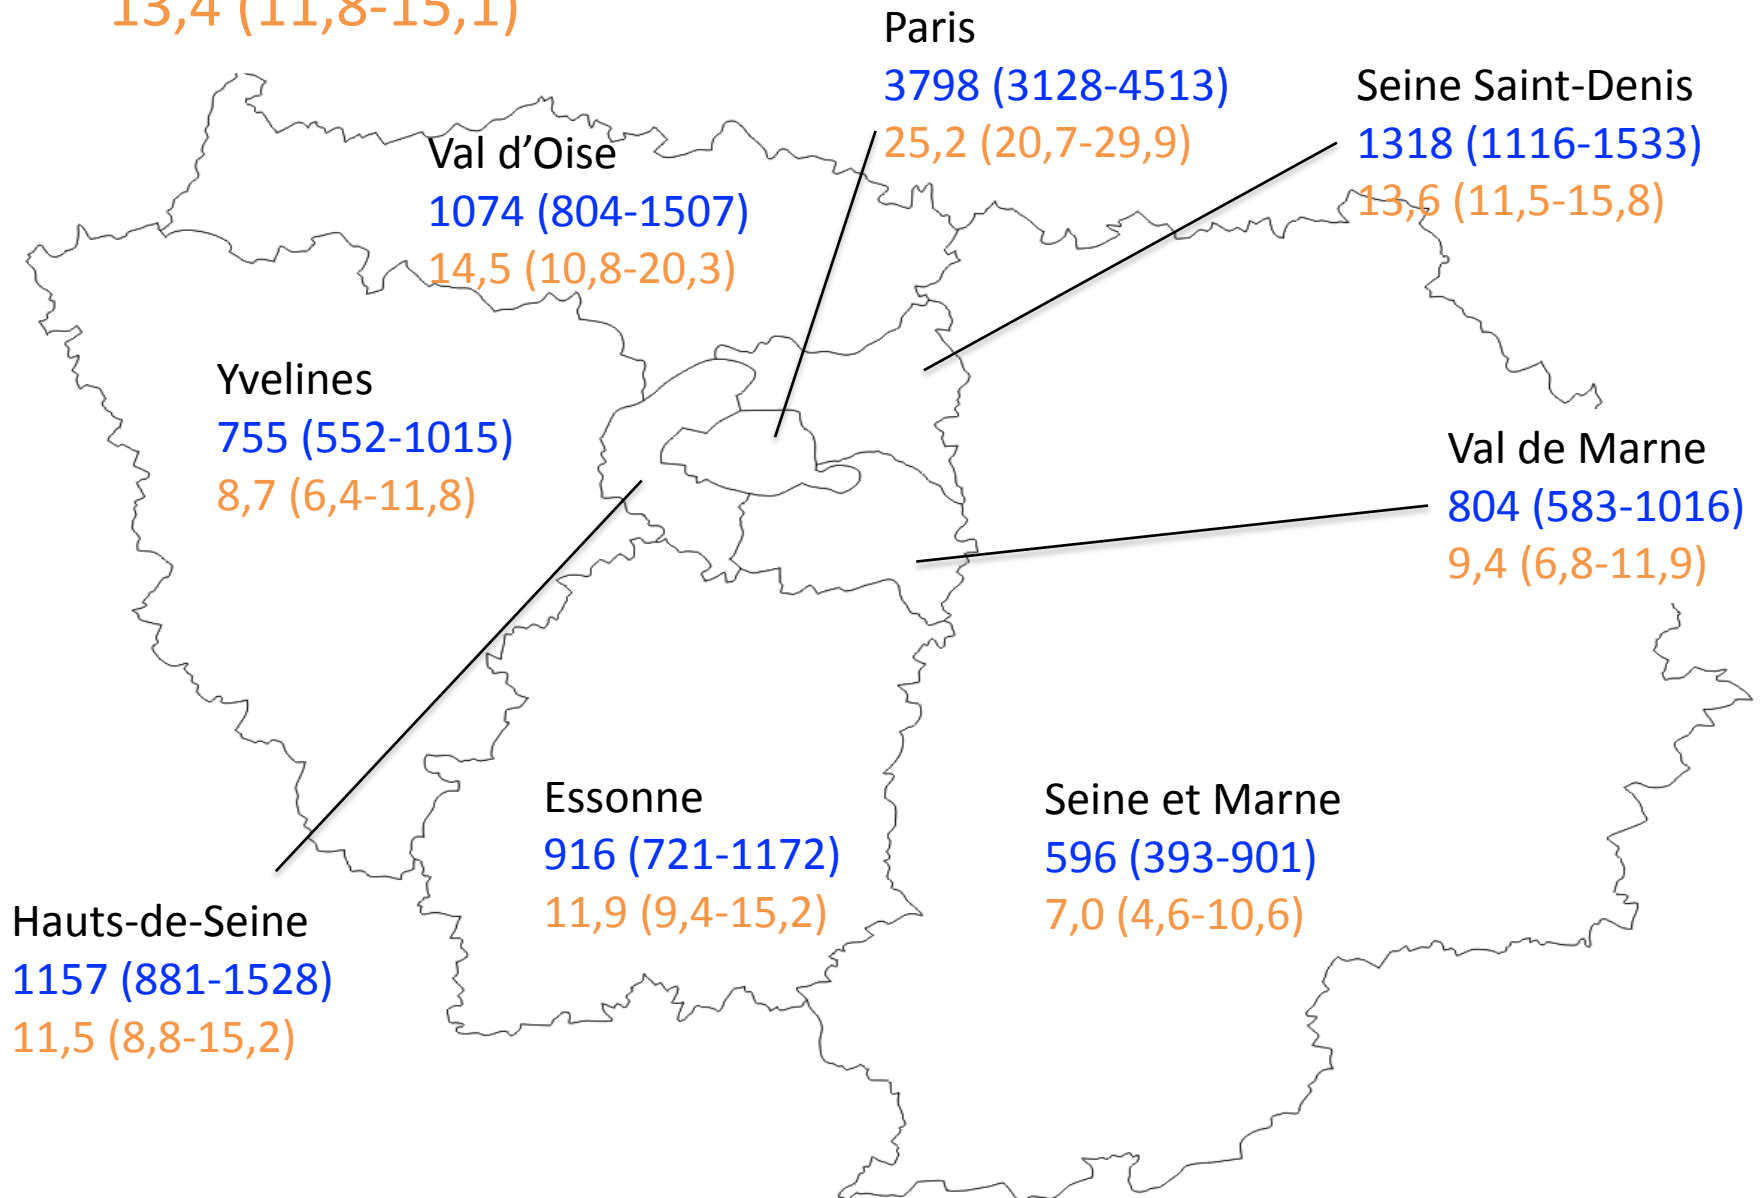 13,4 (11,8-15,1)
Paris
3798 (3128-4513)
25,2 (20,7-29,9)
Seine Saint-Denis
1318 (1116-1533)
13,6 (11,5-15,8)
Val d’Oise
1074 (804-1507)
14,5 (10,8-20,3)
Yvelines
755 (552-1015)
8,7 (6,4-11,8)
Val de Marne
804 (583-1016)
9,4 (6,8-11,9)
Essonne
916 (721-1172)
11,9 (9,4-15,2)
Seine et Marne
596 (393-901)
7,0 (4,6-10,6)
Hauts-de-Seine
1157 (881-1528)
11,5 (8,8-15,2)